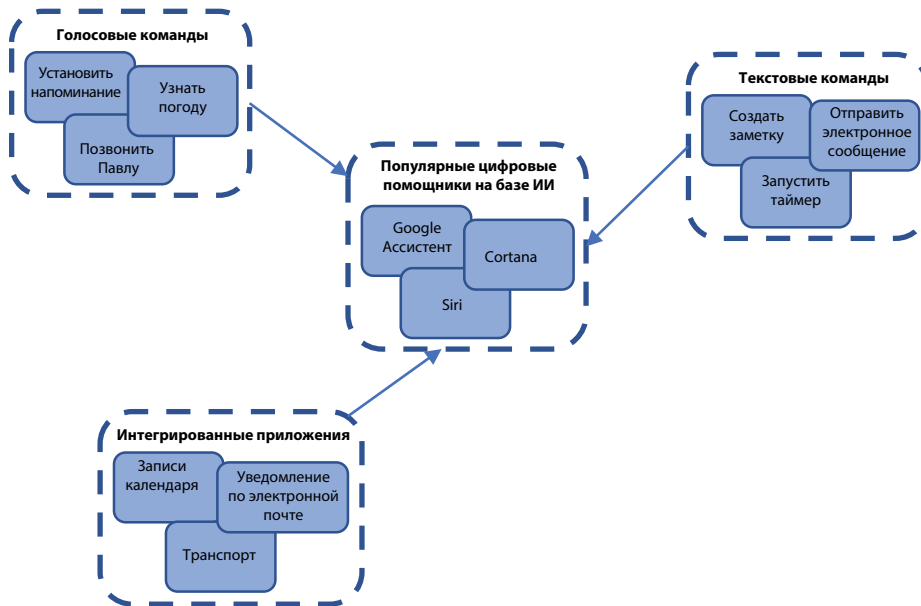 Голосовые команды
Установить
напоминание
Узнать
погоду
Позвонить
Павлу
Текстовые команды
Создать
заметку
Отправить
электронное
сообщение
Запустить
таймер
Популярные цифровые
помощники на базе ИИ
Google
Ассистент
Cortana
Siri
Интегрированные приложения
Записи
календаря
Уведомление
по электронной
почте
Транспорт